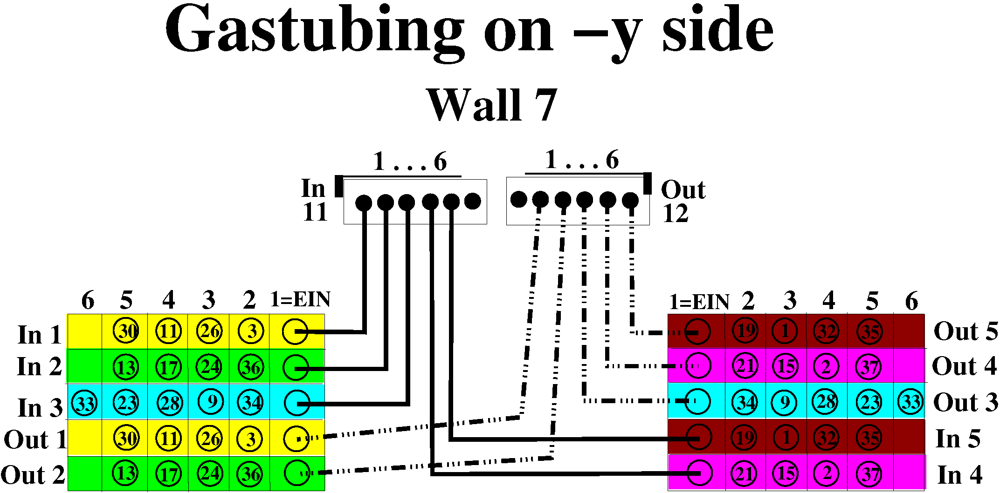 Gastubing on –y side
Wall 7
1 . . . 6
1 . . . 6
In
11
Out
12
6 5 4 3 2 1=EIN
In 1 30 11 26 3
In 2 13 17 24 36
In 3 33 23 28 9 34
Out 1 30 11 26 3
Out 2 13 17 24 36
1=EIN 2 3 4 5 6
19 1 32 35 Out 5
21 15 2 37 Out 4
34 9 28 23 33 Out 3
19 1 32 35 In 5
21 15 2 37 In 4